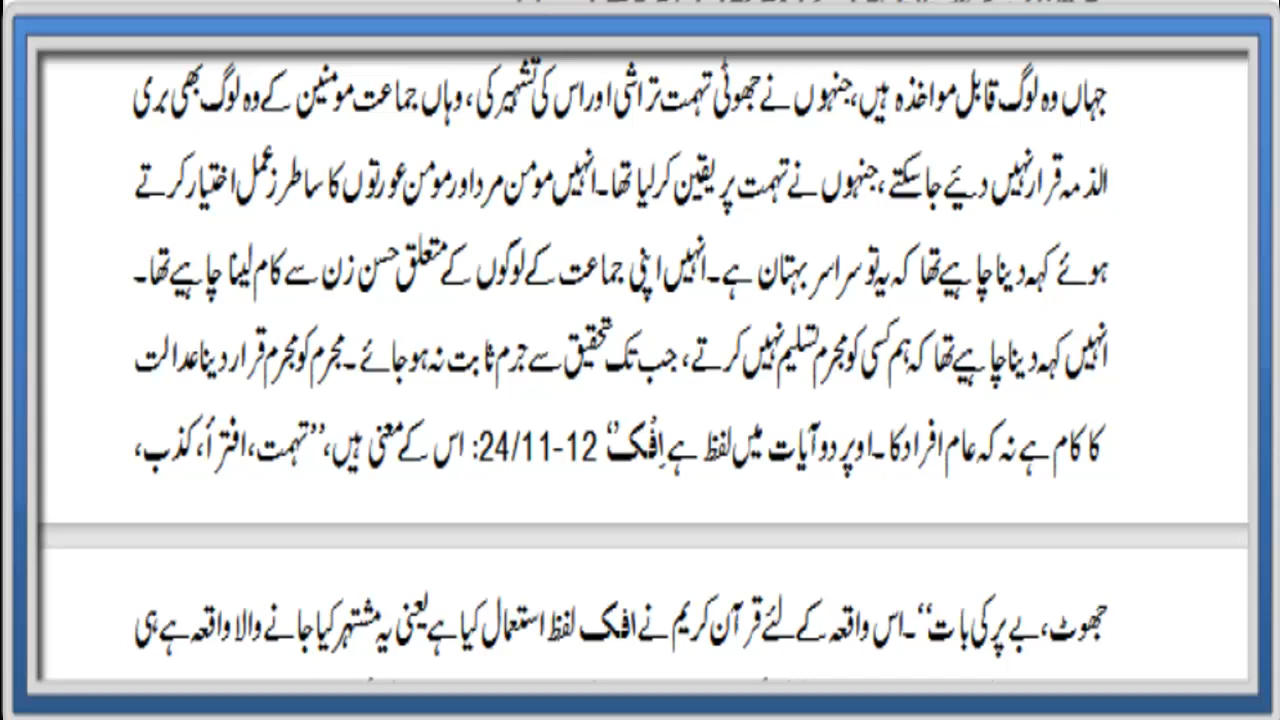 جہاں وہ لوگ قابل مواخذہ ہیں، جنہوں نے جھوٹی تہمت تراشی اور اس کی تشہیر کی، وہاں جماعت مومنین کے وہ لوگ بھی بری
الذمہ قرار نہیں دیئے جا سکتے، جنہوں نے تہمت پر یقین کر لیا تھا۔ انہیں مومن مرد اور مومن عورتوں کا سا طرز عمل اختیار کرتے
ہوئے کہہ دینا چاہیے تھا کہ یہ تو سراسر بہتان ہے۔ انہیں اپنی جماعت کے لوگوں کے متعلق حسن زن سے کام لینا چاہیے تھا۔
انہیں کہہ دینا چاہیے تھا کہ ہم کسی کو مجرم تسلیم نہیں کرتے، جب تک تحقیق سے جرم ثابت نہ ہو جائے۔ مجرم کو مجرم قرار دینا عدالت
کا کام ہے نہ کہ عام افراد کا۔ اوپر دو آیات میں لفظ ہے اِفْکٌ 24/11-12: اس کے معنی ہیں، ’’تہمت، افترأ، کذب،
جھوٹ، بے پر کی بات‘‘۔ اس واقعہ کے لئے قرآن کریم نے افک لفظ استعمال کیا ہے یعنی یہ مشتہر کیا جانے والا واقعہ ہے ہی